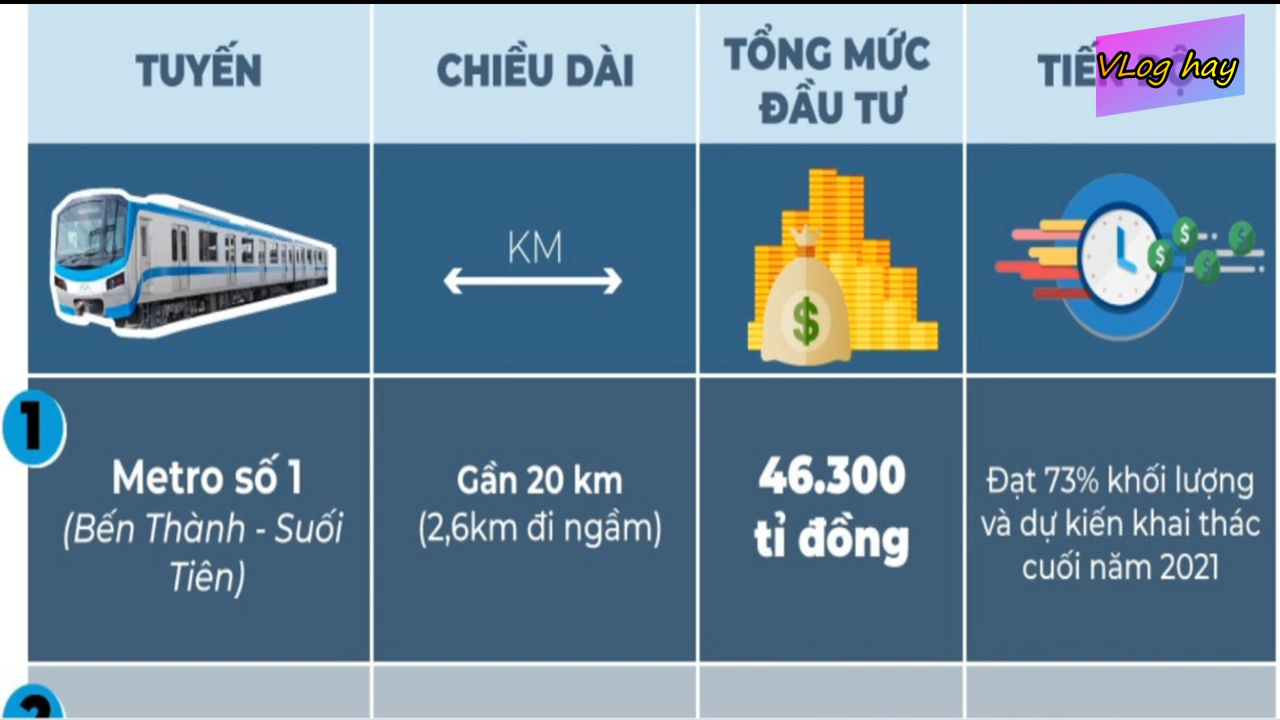 TUYẾN
CHIỀU DÀI
TỔNG MỨC
ĐẦU TƯ
VLog hay
KM
$
$
$
$
$
1
Metro số 1
(Bến Thành - Suối
Tiên)
Gần 20 km
(2,6km đi ngầm)
46.300
tỉ đồng
Đạt 73% khối lượng
và dự kiến khai thác
cuối năm 2021
2